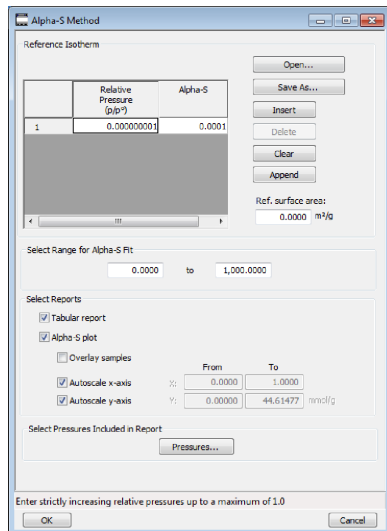 Alpha-S Method
Reference Isotherm
Open...
Save As...
Relative Pressure (p/p°)
Alpha-S
Insert
1
0.000000001
0.0001
Delete
Clear
Append
Ref. surface area:
0.0000 m²/g
Select Range for Alpha-S Fit
0.0000 to 1,000.0000
Select Reports
Tabular report
Alpha-S plot
Overlay samples
From To
Autoscale x-axis X: 0.0000 1.0000
Autoscale y-axis Y: 0.00000 44.61477 mmol/g
Select Pressures Included in Report
Pressures...
Enter strictly increasing relative pressures up to a maximum of 1.0
OK Cancel